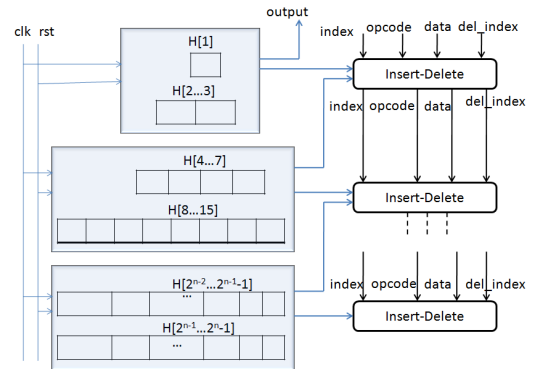 output
clk rst
index opcode data del_index
H[1]
Insert-Delete
H[2...3]
index opcode data del_index
H[4...7]
Insert-Delete
H[8...15]
index opcode data del_index
H[2ⁿ⁻²...2ⁿ⁻¹-1]
...
Insert-Delete
H[2ⁿ⁻¹...2ⁿ-1]
...